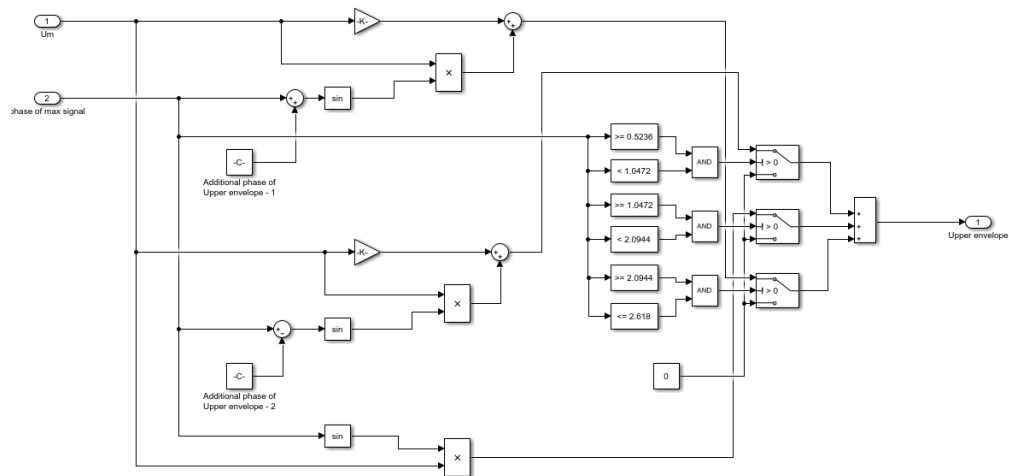 1
Um
-K-
+
+
×
2
phase of max signal
+
+
sin
-C-
Additional phase of
Upper envelope - 1
>= 0.5236
< 1.0472
AND
> 0
>= 1.0472
< 2.0944
AND
> 0
>= 2.0944
<= 2.618
AND
> 0
+
+
+
1
Upper envelope
-K-
+
+
×
+
-
sin
-C-
Additional phase of
Upper envelope - 2
0
sin
×